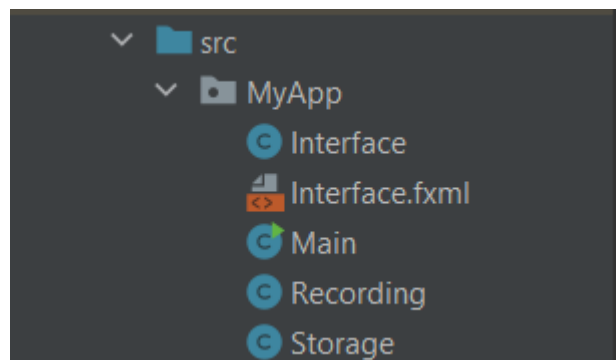 src
MyApp
Interface
Interface.fxml
Main
Recording
Storage